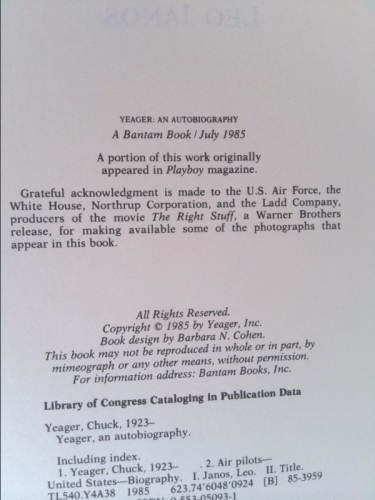 YEAGER: AN AUTOBIOGRAPHY
A Bantam Book / July 1985
A portion of this work originally
appeared in Playboy magazine.
Grateful acknowledgment is made to the U.S. Air Force, the
White House, Northrup Corporation, and the Ladd Company,
producers of the movie The Right Stuff, a Warner Brothers
release, for making available some of the photographs that
appear in this book.
All Rights Reserved.
Copyright © 1985 by Yeager, Inc.
Book design by Barbara N. Cohen.
This book may not be reproduced in whole or in part, by
mimeograph or any other means, without permission.
For information address: Bantam Books, Inc.
Library of Congress Cataloging in Publication Data
Yeager, Chuck, 1923–
Yeager, an autobiography.
Including index.
1. Yeager, Chuck, 1923– . 2. Air pilots—
United States—Biography. I. Janos, Leo. II. Title.
TL540.Y4A38 1985 623.74'6048'0924 [B] 85-3959
0-553-05093-1